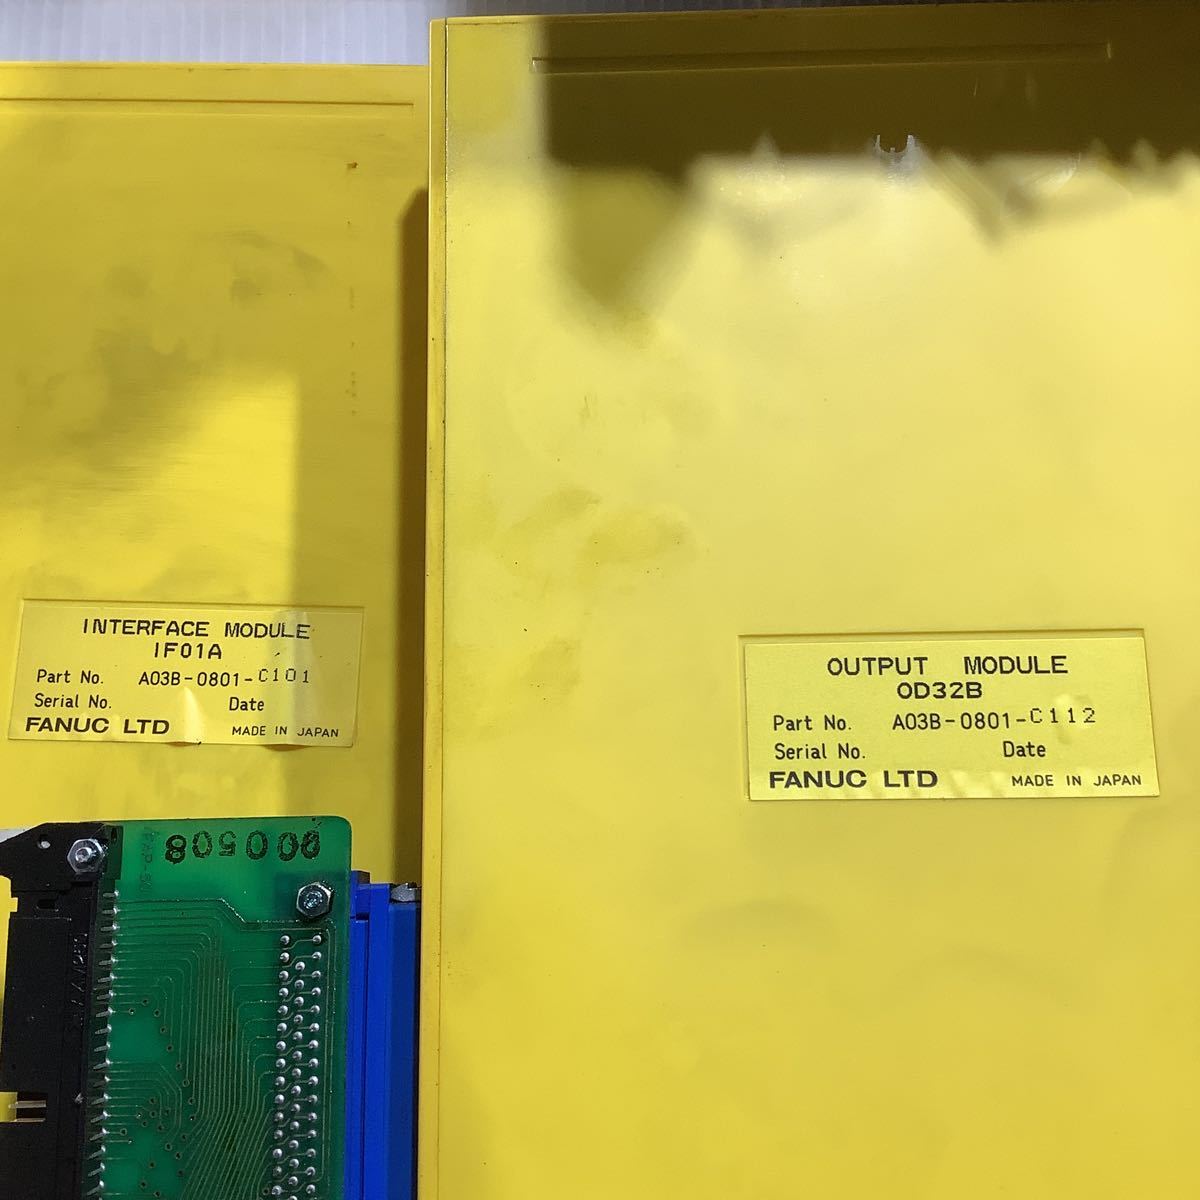 INTERFACE MODULE
IF01A
Part No. A03B-0801-C101
Serial No. Date
FANUC LTD MADE IN JAPAN
OUTPUT MODULE
OD32B
Part No. A03B-0801-C112
Serial No. Date
FANUC LTD MADE IN JAPAN